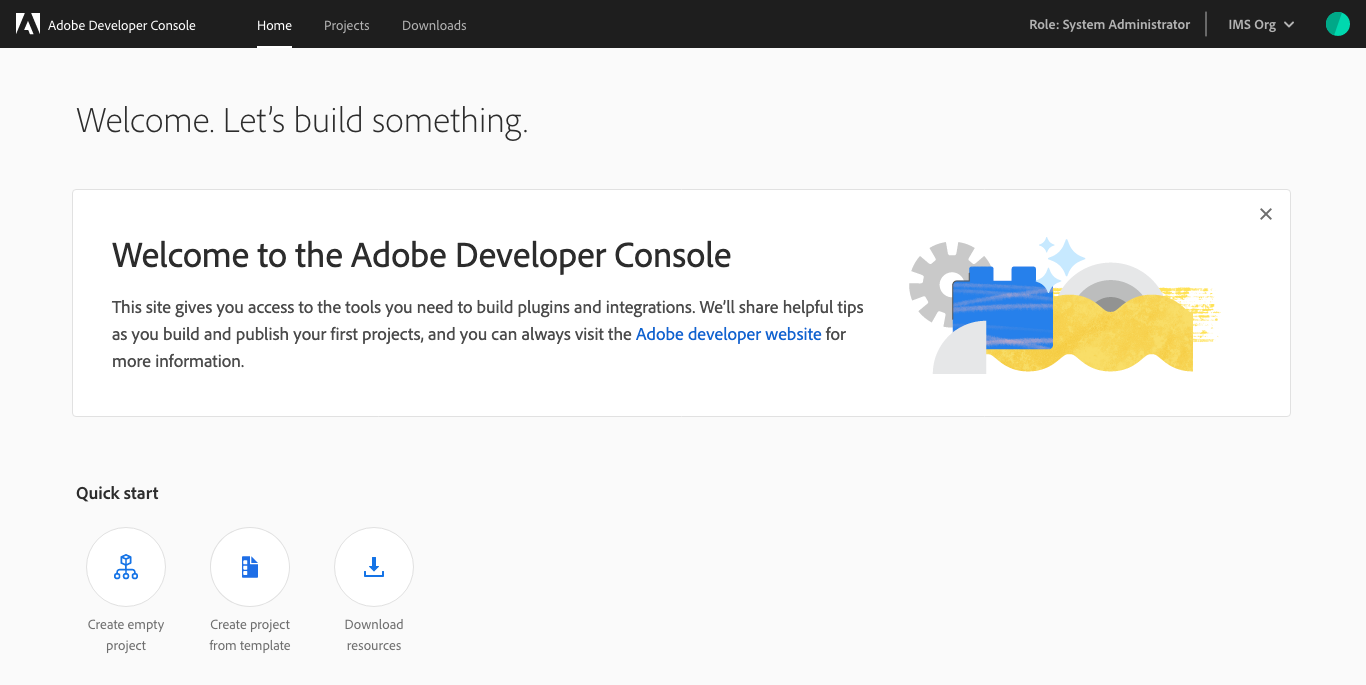 Adobe Developer Console Home Projects Downloads Role: System Administrator IMS Org
Welcome. Let’s build something.
Welcome to the Adobe Developer Console
This site gives you access to the tools you need to build plugins and integrations. We’ll share helpful tips
as you build and publish your first projects, and you can always visit the Adobe developer website for
more information.
Quick start
Create empty
project
Create project
from template
Download
resources